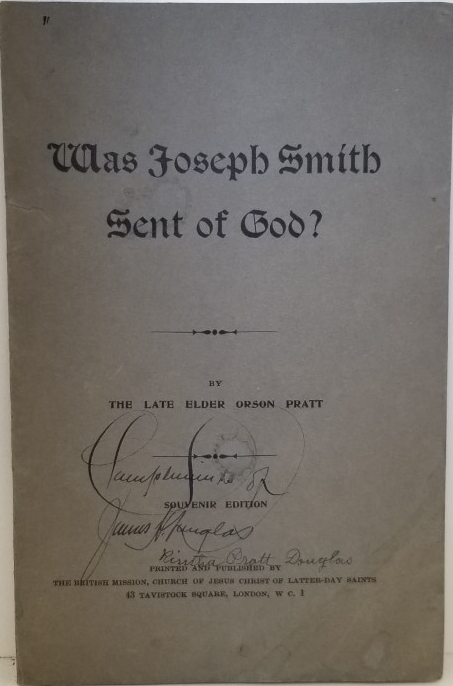 Was Joseph Smith
Sent of God?
BY
THE LATE ELDER ORSON PRATT
Compliments of
SOUVENIR EDITION
James H. Douglas
Pratt Douglas
PRINTED AND PUBLISHED BY
THE BRITISH MISSION, CHURCH OF JESUS CHRIST OF LATTER-DAY SAINTS
43 TAVISTOCK SQUARE, LONDON, W C. 1